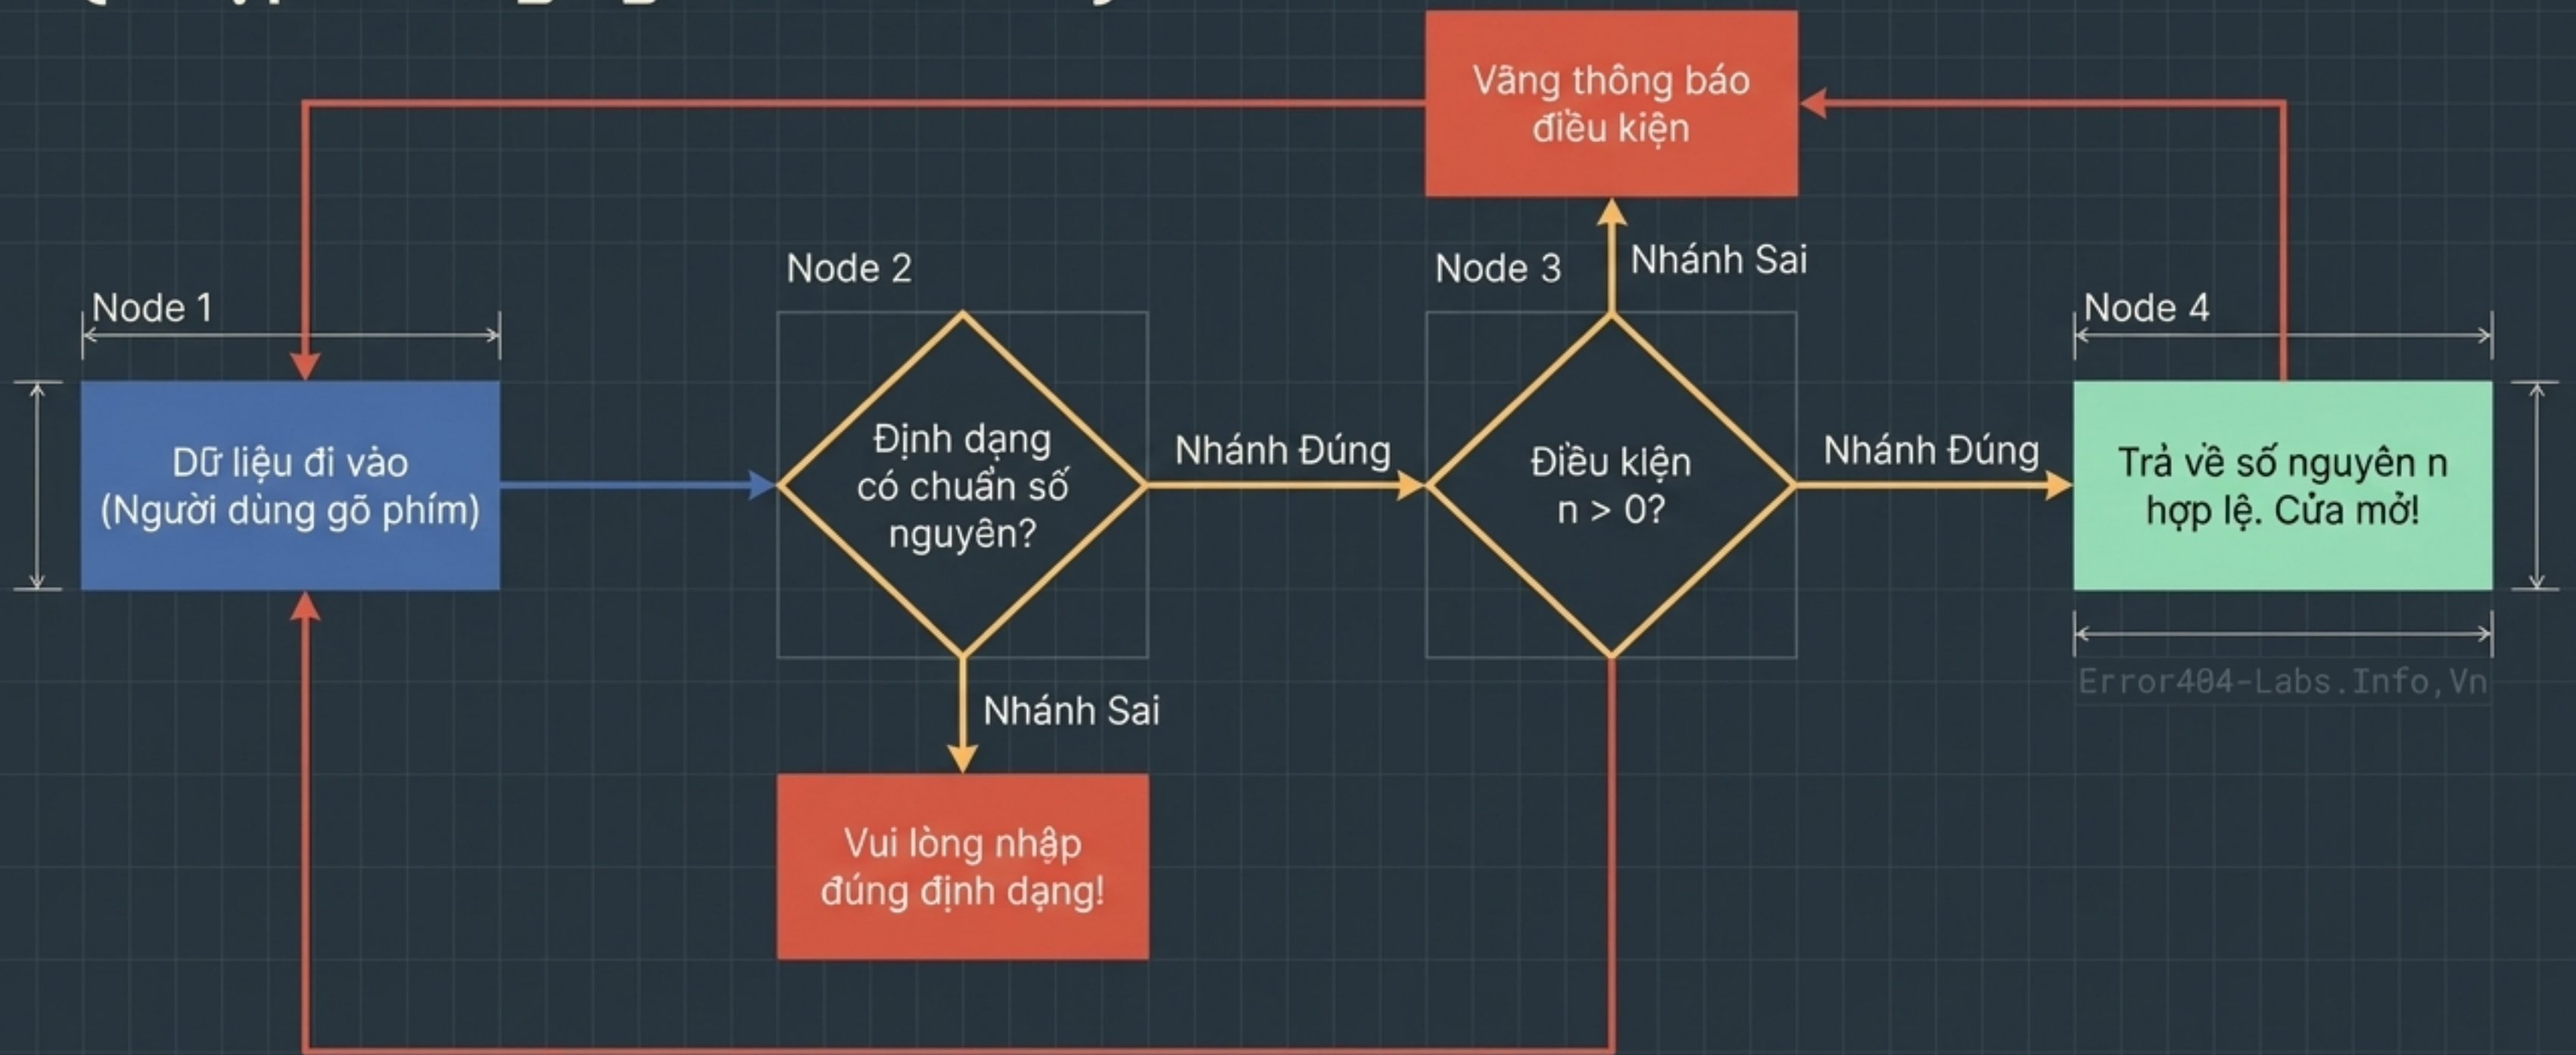 Văng thông báo
điều kiện
Node 1
Node 2
Node 3
Nhánh Sai
Node 4
Dữ liệu đi vào
(Người dùng gõ phím)
Định dạng
có chuẩn số
nguyên?
Nhánh Đúng
Điều kiện
n > 0?
Nhánh Đúng
Trả về số nguyên n
hợp lệ. Cửa mở!
Error404-Labs.Info,Vn
Nhánh Sai
Vui lòng nhập
đúng định dạng!